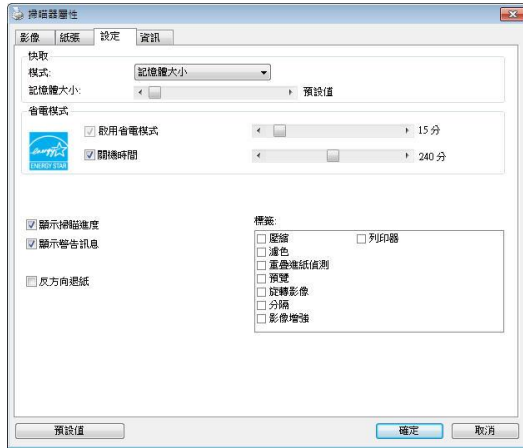 掃瞄器屬性
影像 紙張 設定 資訊
快取
模式: 記憶體大小
記憶體大小: 預設值
省電模式
ENERGY STAR
啟用省電模式 15 分
關機時間 240 分
顯示掃瞄進度
顯示警告訊息
反方向退紙
標籤:
壓縮 列印器
濾色
重疊進紙偵測
預覽
旋轉影像
分隔
影像增強
預設值 確定 取消